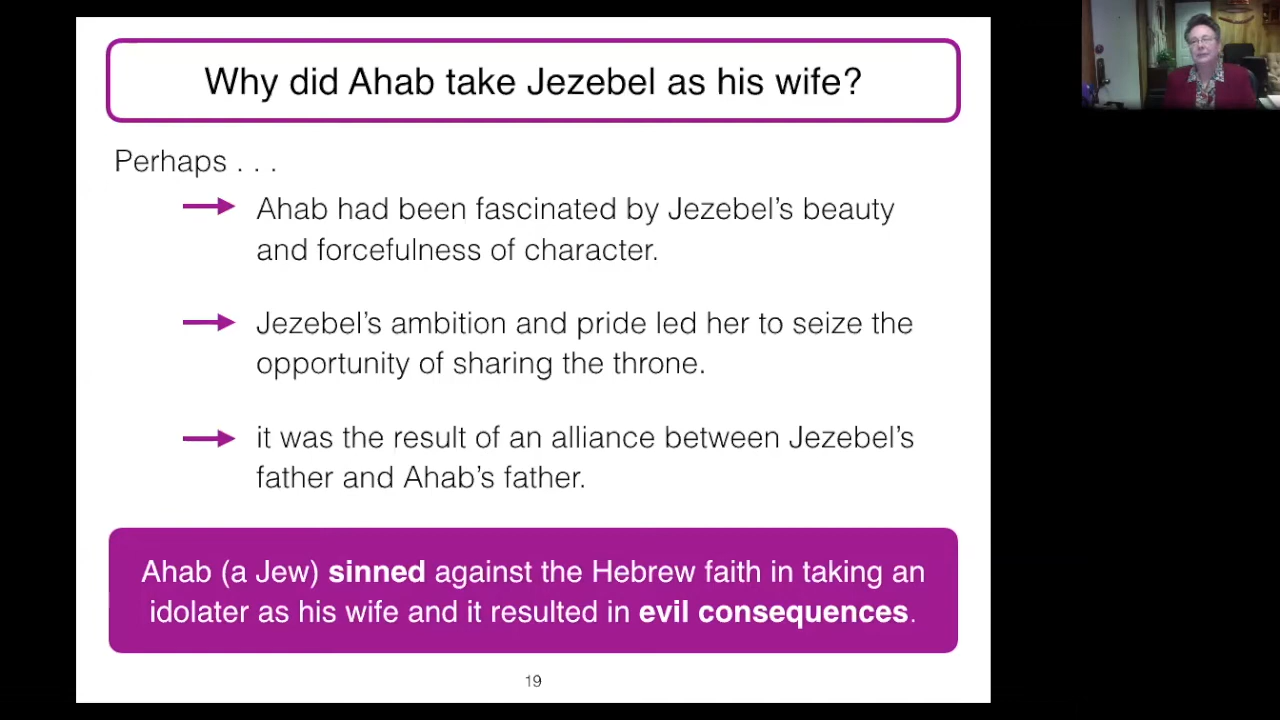 Why did Ahab take Jezebel as his wife?
Perhaps . . .
Ahab had been fascinated by Jezebel’s beauty
and forcefulness of character.
Jezebel’s ambition and pride led her to seize the
opportunity of sharing the throne.
it was the result of an alliance between Jezebel’s
father and Ahab’s father.
Ahab (a Jew) sinned against the Hebrew faith in taking an
idolater as his wife and it resulted in evil consequences.
19